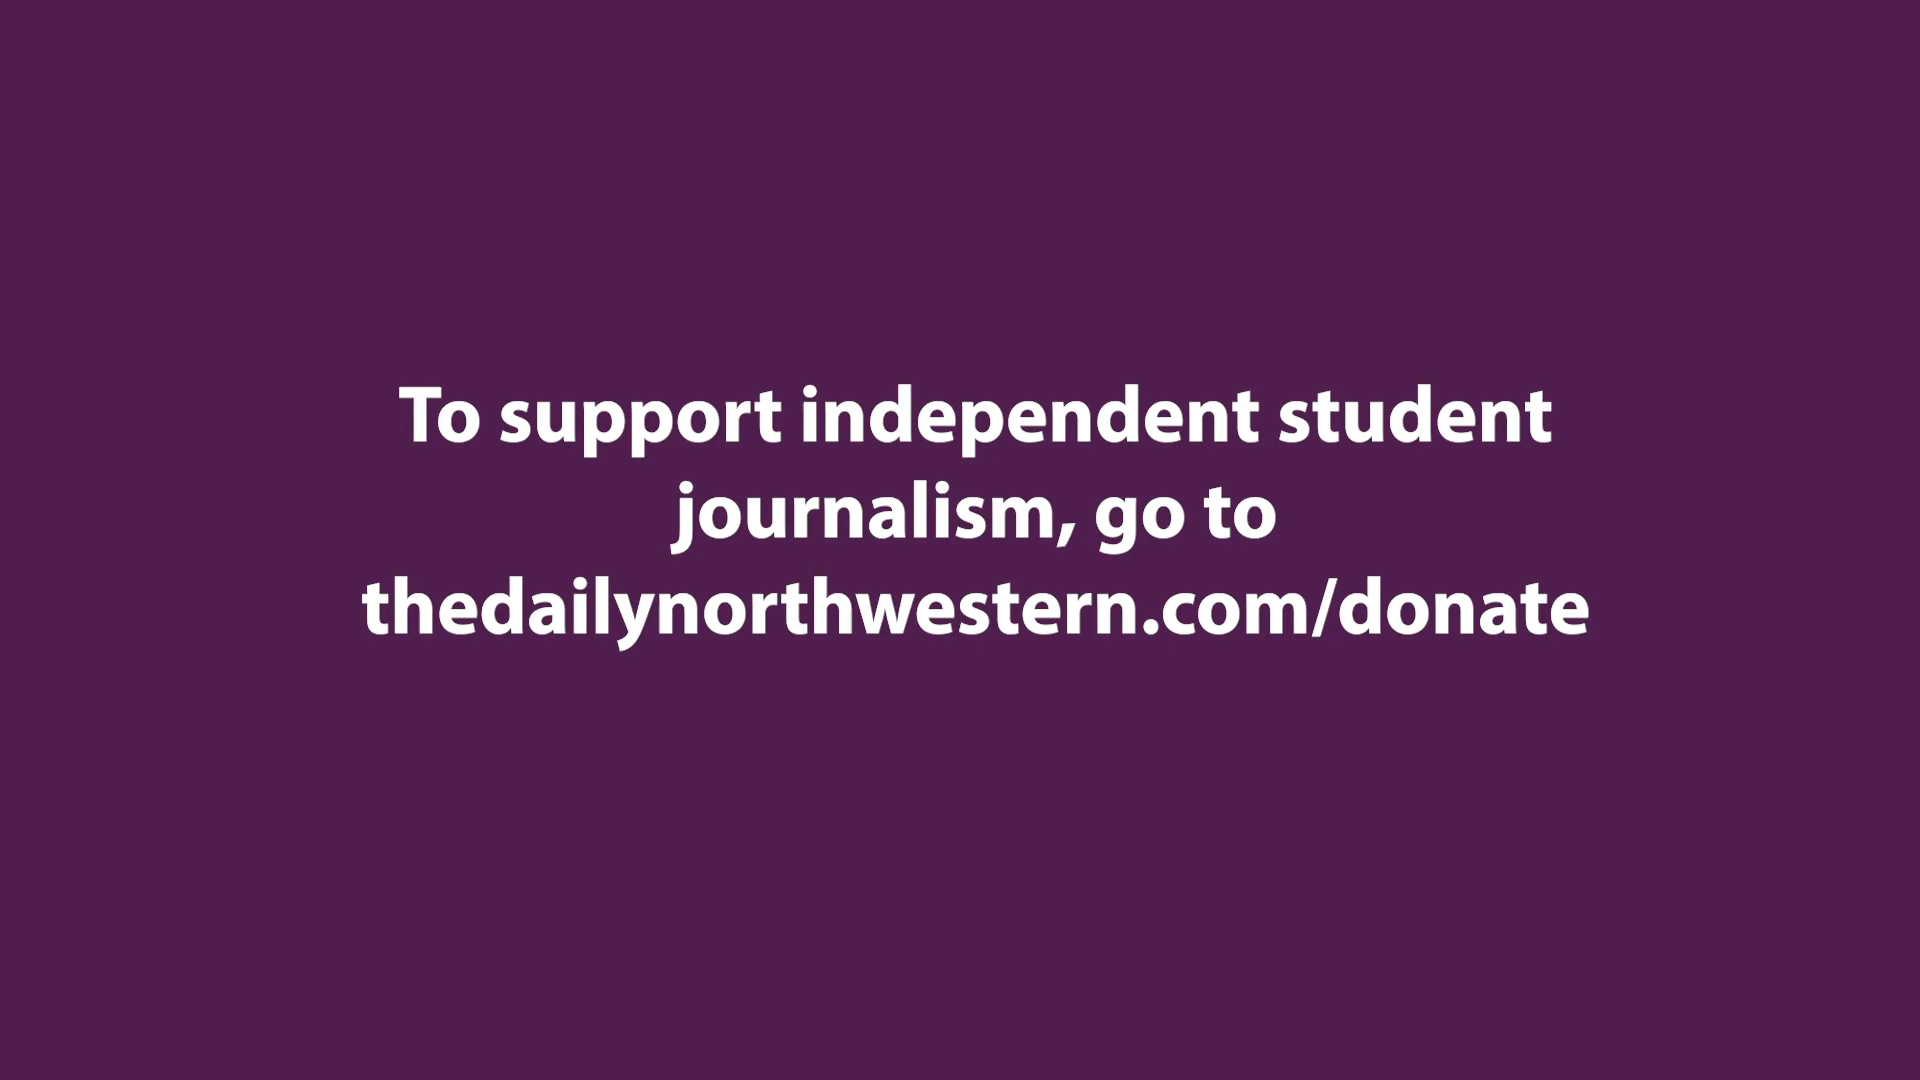 To support independent student
journalism, go to
thedailynorthwestern.com/donate